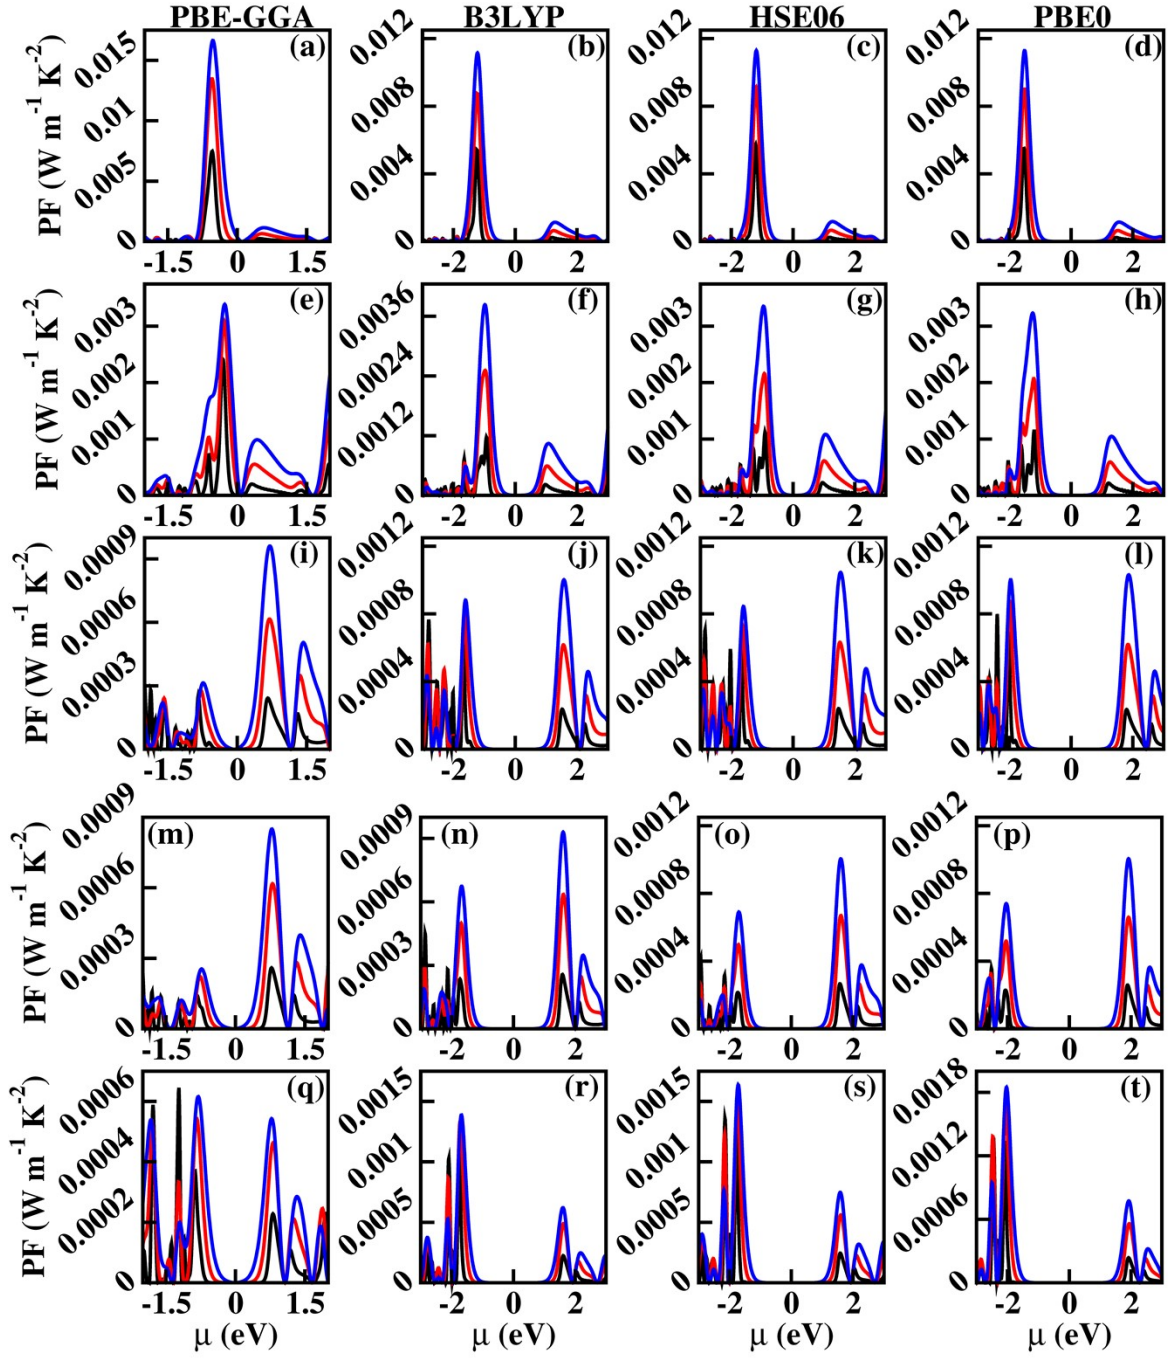 PBE-GGA B3LYP HSE06 PBE0
PF (W m⁻¹ K⁻²) 0.015 0.01 0.005 0 (a) 0.012 0.008 0.004 0 (b) 0.012 0.008 0.004 0 (c) 0.012 0.008 0.004 0 (d)
-1.5 0 1.5 -2 0 2 -2 0 2 -2 0 2
PF (W m⁻¹ K⁻²) 0.003 0.002 0.001 0 (e) 0.0036 0.0024 0.0012 0 (f) 0.003 0.002 0.001 0 (g) 0.003 0.002 0.001 0 (h)
-1.5 0 1.5 -2 0 2 -2 0 2 -2 0 2
PF (W m⁻¹ K⁻²) 0.0009 0.0006 0.0003 0 (i) 0.0012 0.0008 0.0004 0 (j) 0.0012 0.0008 0.0004 0 (k) 0.0012 0.0008 0.0004 0 (l)
-1.5 0 1.5 -2 0 2 -2 0 2 -2 0 2
PF (W m⁻¹ K⁻²) 0.0009 0.0006 0.0003 0 (m) 0.0009 0.0006 0.0003 0 (n) 0.0012 0.0008 0.0004 0 (o) 0.0012 0.0008 0.0004 0 (p)
-1.5 0 1.5 -2 0 2 -2 0 2 -2 0 2
PF (W m⁻¹ K⁻²) 0.0006 0.0004 0.0002 0 (q) 0.0015 0.001 0.0005 0 (r) 0.0015 0.001 0.0005 0 (s) 0.0018 0.0012 0.0006 0 (t)
-1.5 0 1.5 -2 0 2 -2 0 2 -2 0 2
μ (eV) μ (eV) μ (eV) μ (eV)